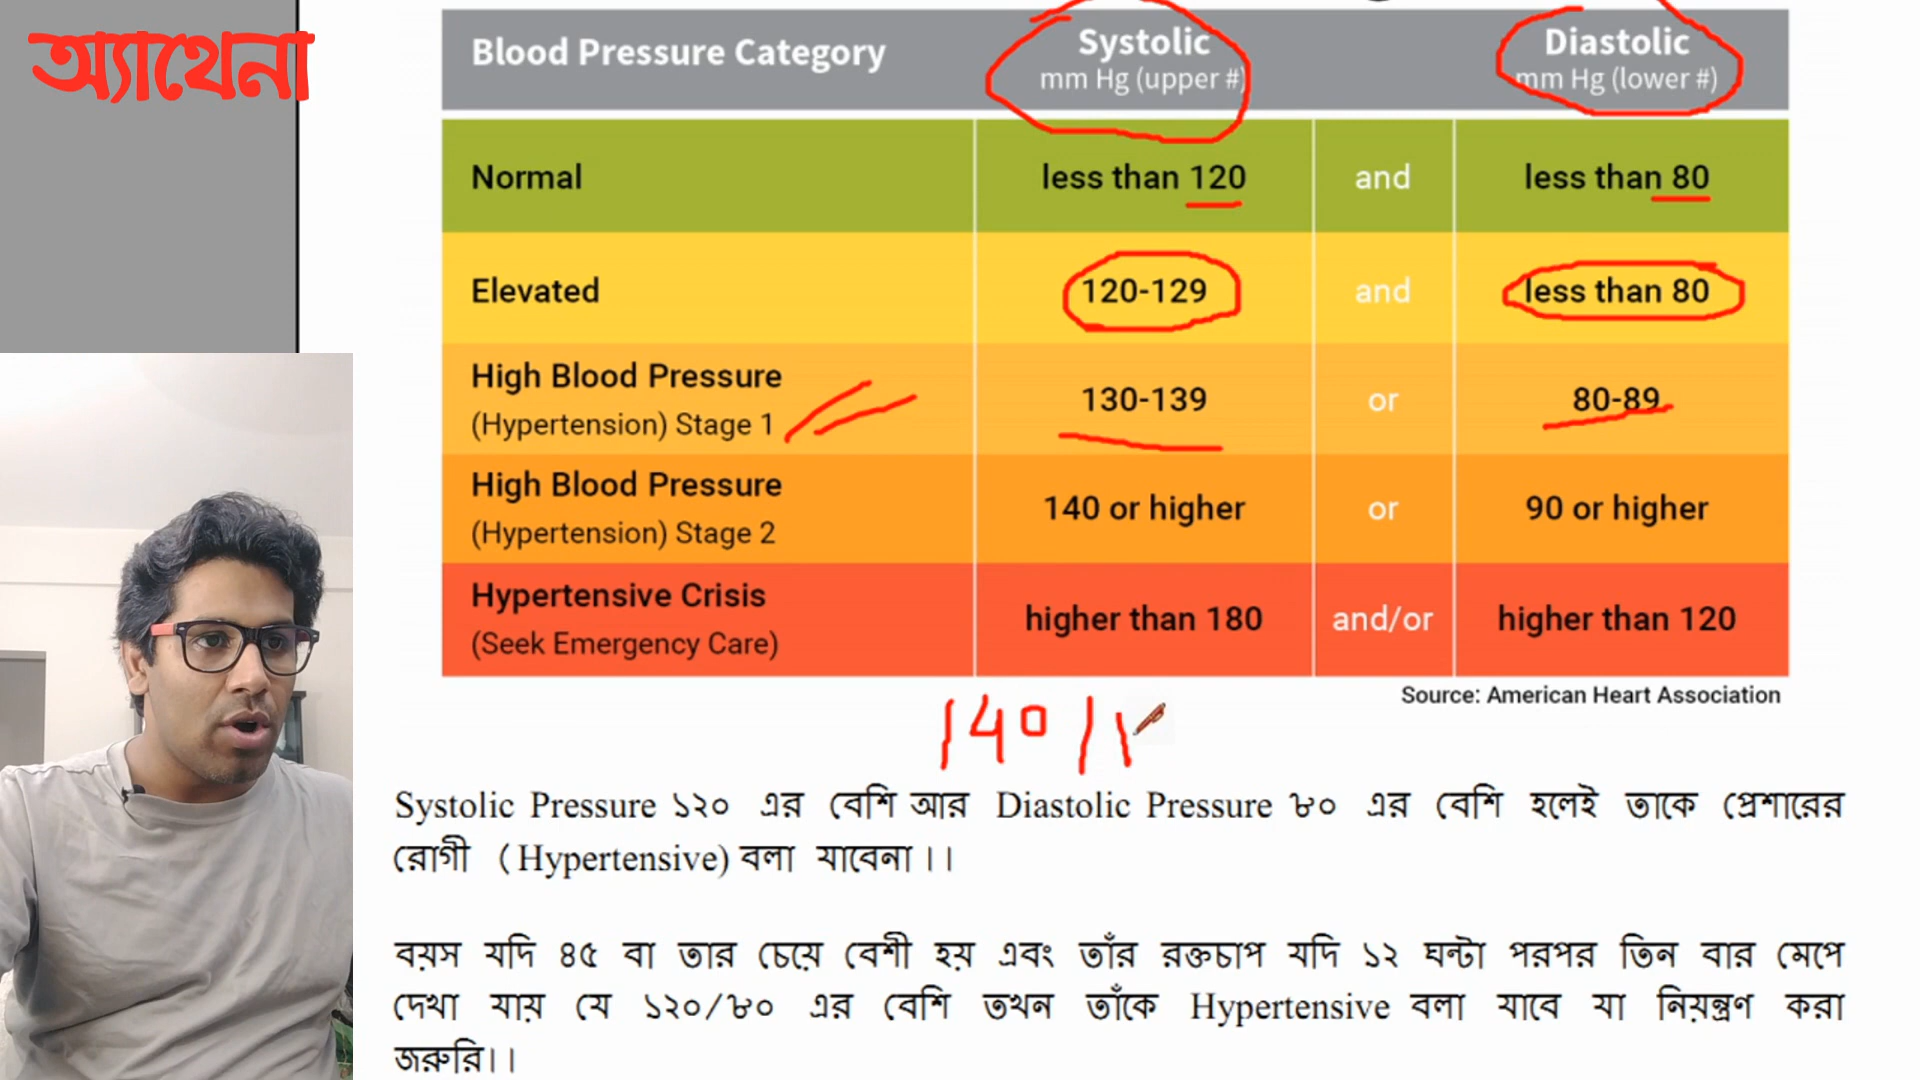 অ্যাথেনা
Blood Pressure Category Systolic mm Hg (upper #) Diastolic mm Hg (lower #)
Normal less than 120 and less than 80
Elevated 120-129 and less than 80
High Blood Pressure (Hypertension) Stage 1 130-139 or 80-89
High Blood Pressure (Hypertension) Stage 2 140 or higher or 90 or higher
Hypertensive Crisis (Seek Emergency Care) higher than 180 and/or higher than 120
Source: American Heart Association
140/1
Systolic Pressure ১২০ এর বেশি আর Diastolic Pressure ৮০ এর বেশি হলেই তাকে প্রেশারের
রোগী (Hypertensive) বলা যাবেনা।।
বয়স যদি ৪৫ বা তার চেয়ে বেশী হয় এবং তাঁর রক্তচাপ যদি ১২ ঘন্টা পরপর তিন বার মেপে
দেখা যায় যে ১২০/৮০ এর বেশি তখন তাঁকে Hypertensive বলা যাবে যা নিয়ন্ত্রণ করা
জরুরি।।